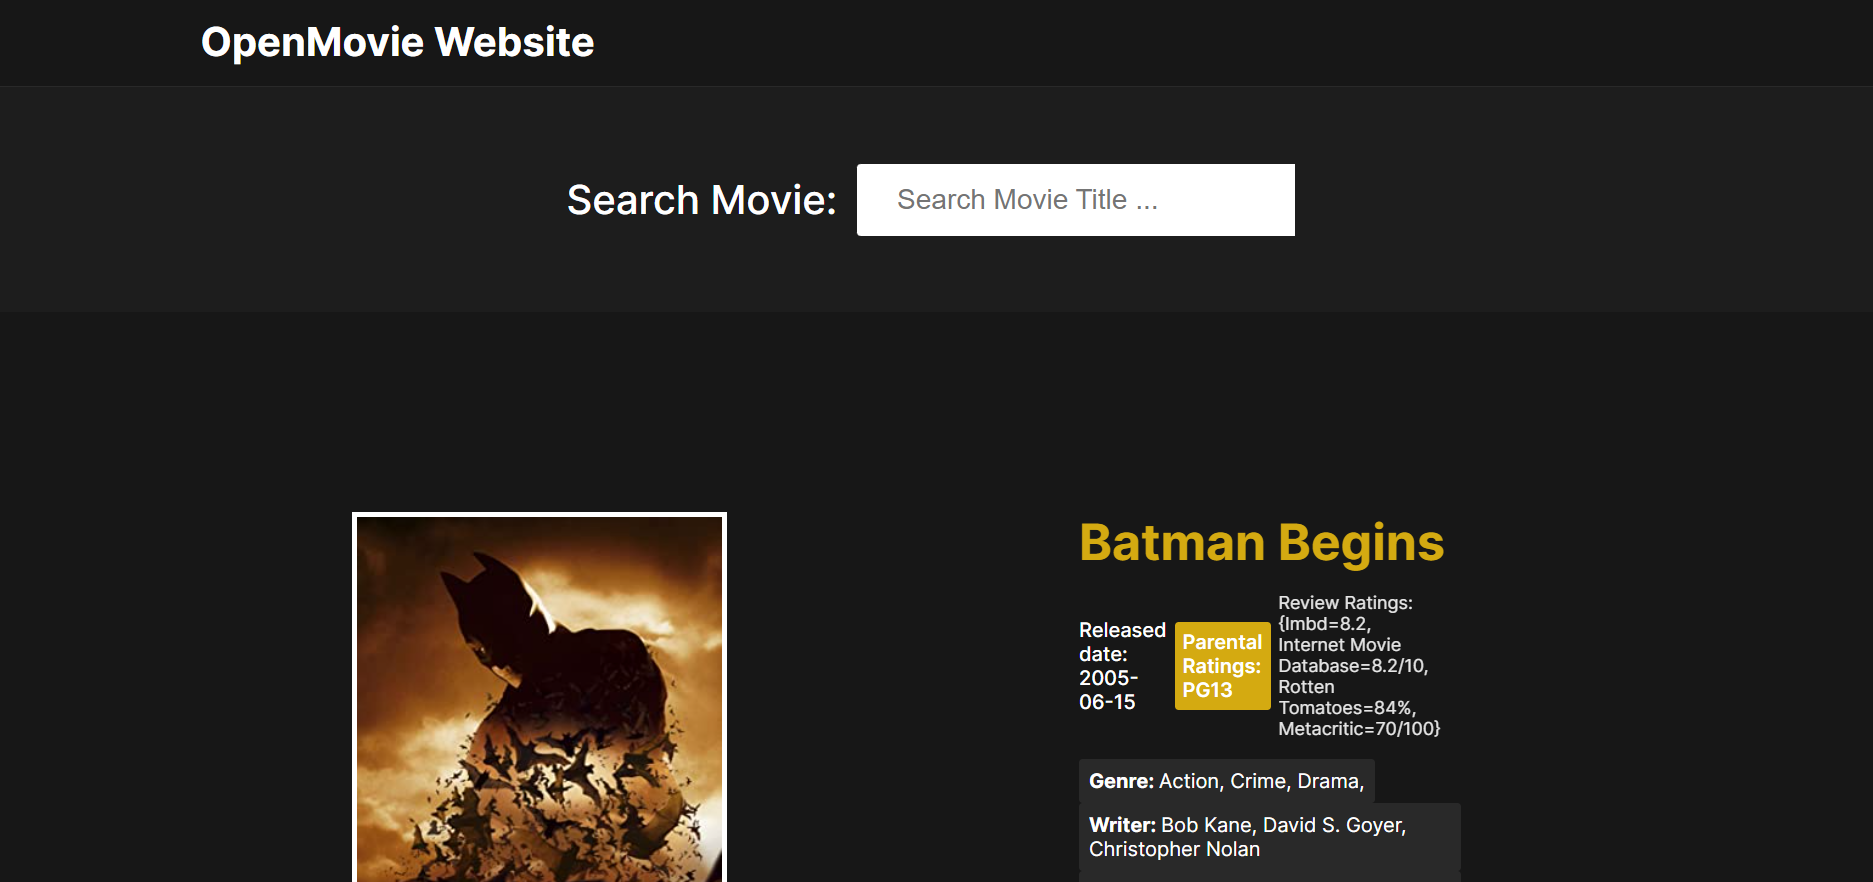 OpenMovie Website
Search Movie:
Search Movie Title ...
Batman Begins
Released
date:
2005-
06-15
Parental
Ratings:
PG13
Review Ratings:
{Imbd=8.2,
Internet Movie
Database=8.2/10,
Rotten
Tomatoes=84%,
Metacritic=70/100}
Genre: Action, Crime, Drama,
Writer: Bob Kane, David S. Goyer,
Christopher Nolan